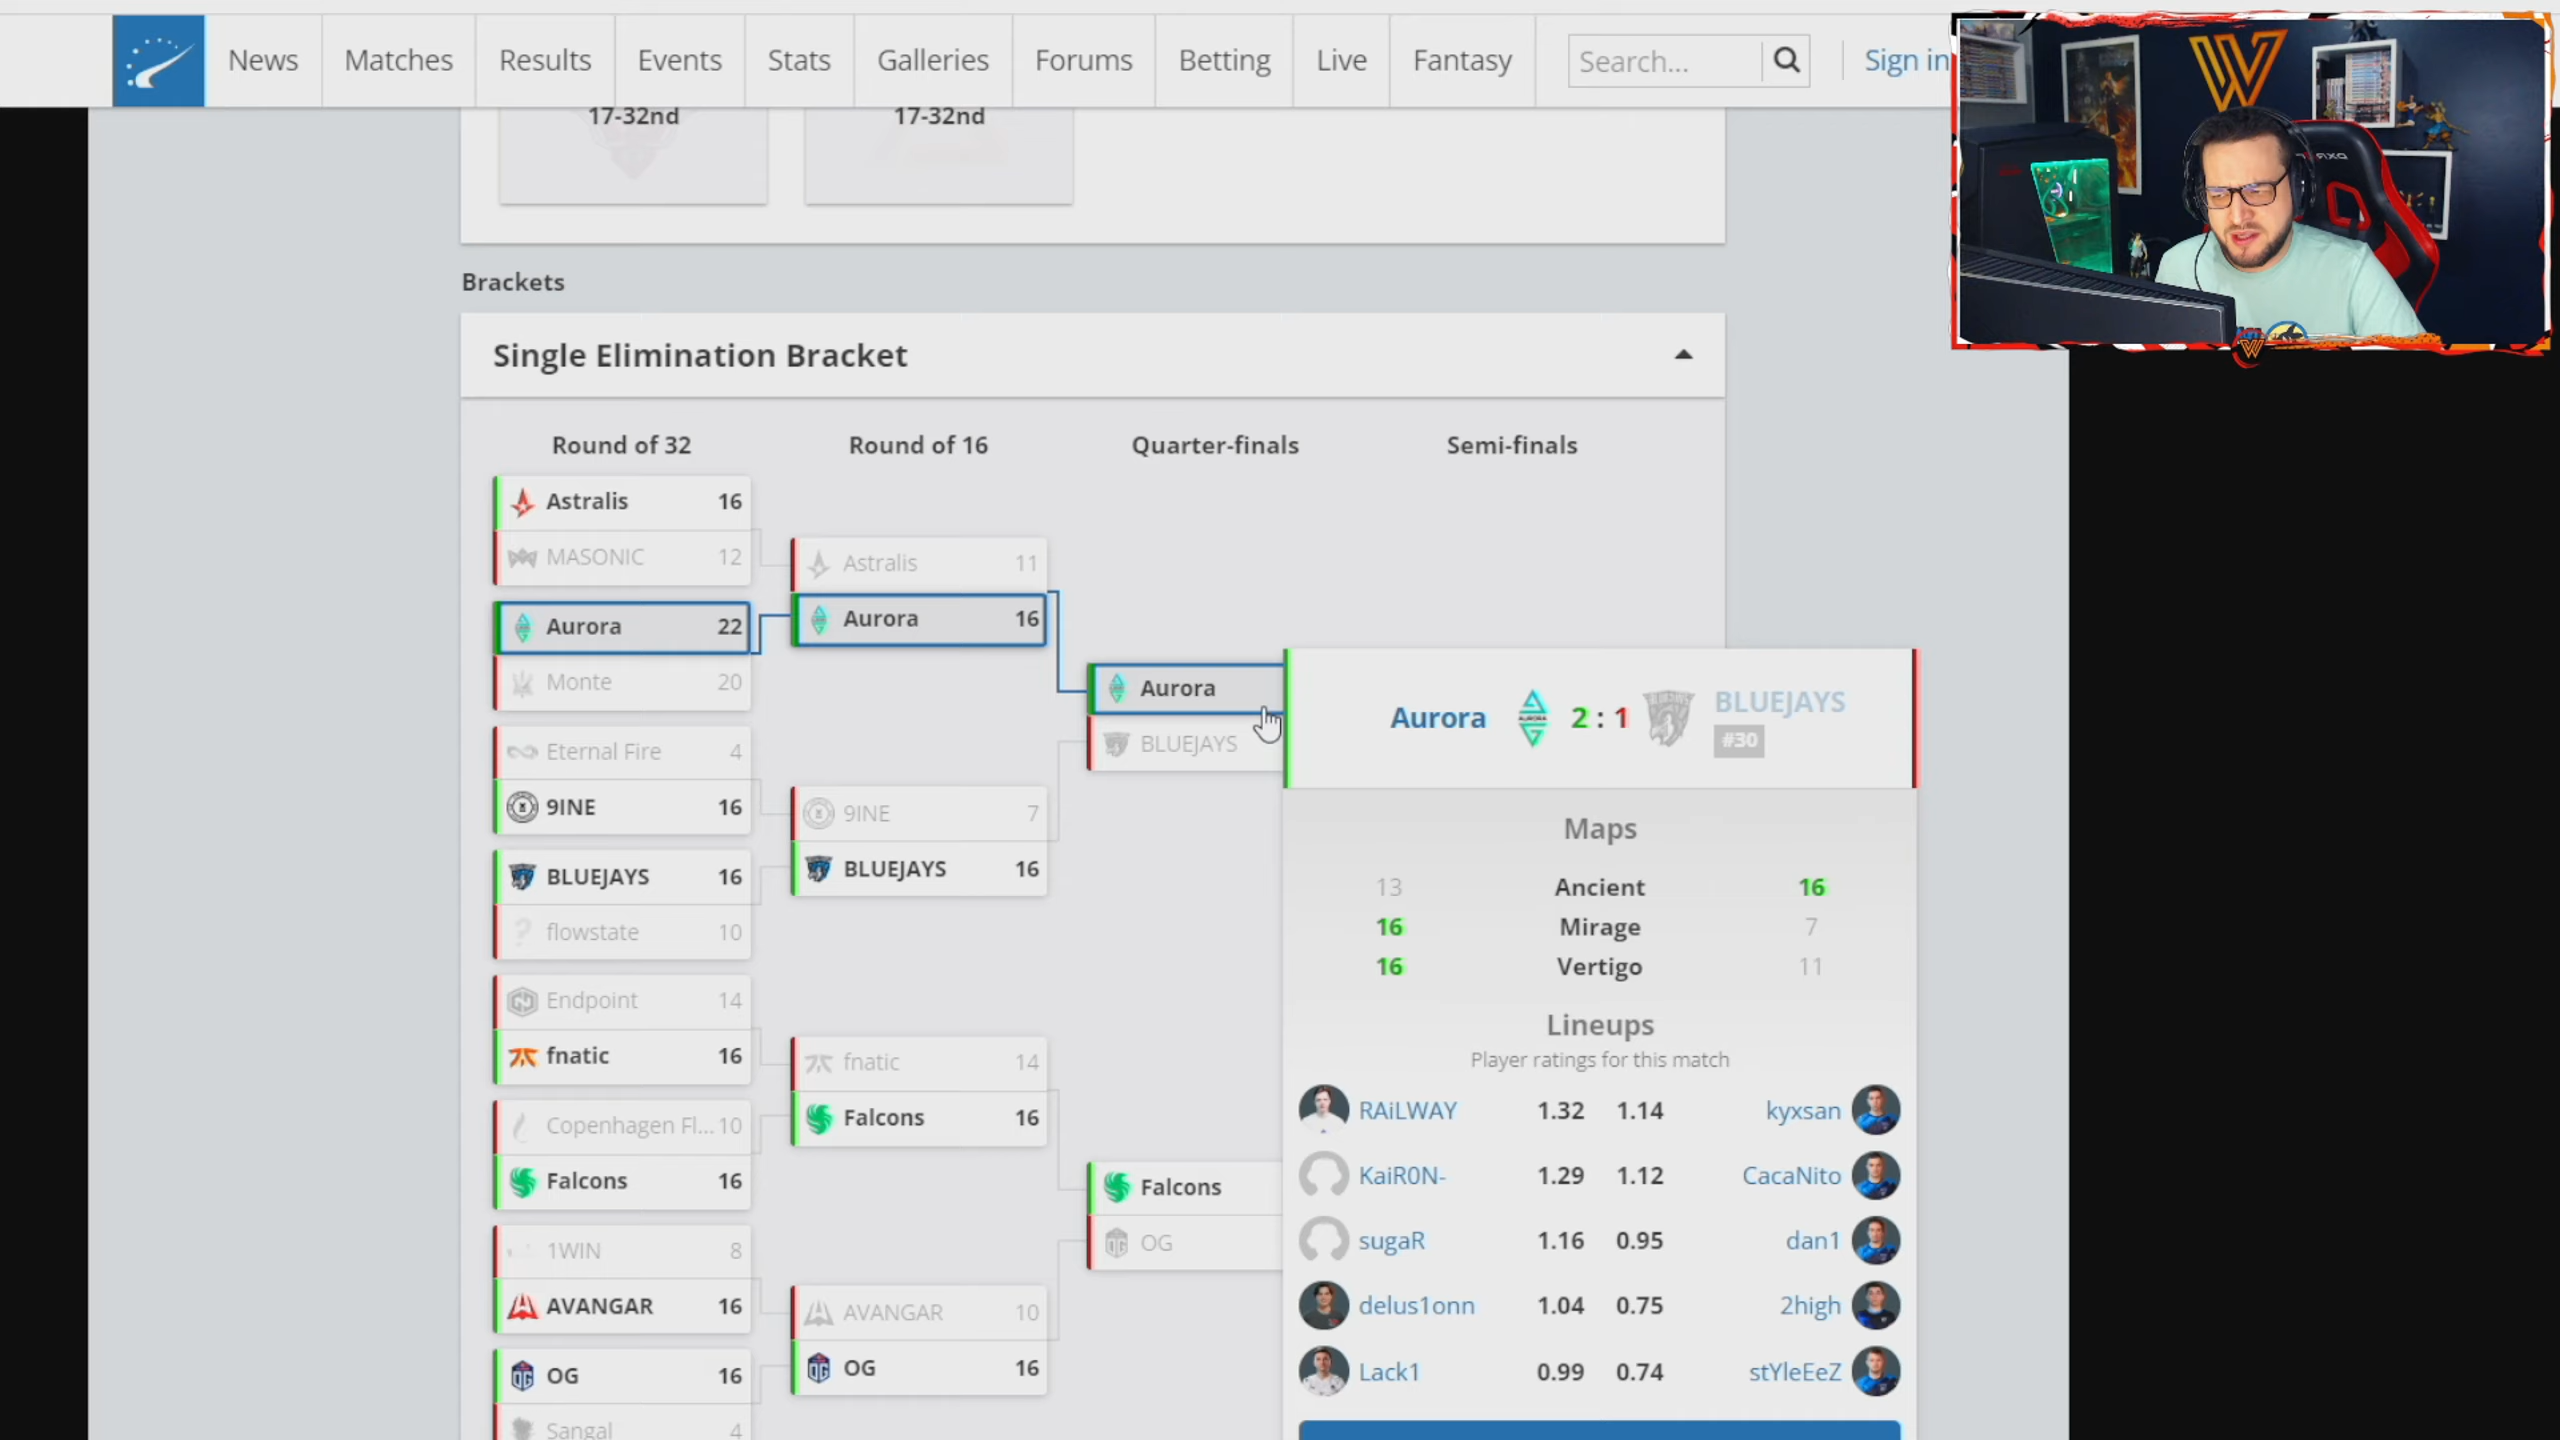 News Matches Results Events Stats Galleries Forums Betting Live Fantasy Search... Sign in
17-32nd 17-32nd
Brackets
Single Elimination Bracket
Round of 32 Round of 16 Quarter-finals Semi-finals
Astralis 16
MASONIC 12
Aurora 22
Monte 20
Eternal Fire 4
9INE 16
BLUEJAYS 16
flowstate 10
Endpoint 14
fnatic 16
Copenhagen Fl... 10
Falcons 16
1WIN 8
AVANGAR 16
OG 16
Sangal 4
Astralis 11
Aurora 16
9INE 7
BLUEJAYS 16
fnatic 14
Falcons 16
AVANGAR 10
OG 16
Aurora
BLUEJAYS
Falcons
OG
Aurora AURORA 2 : 1 BLUEJAYS
#30
Maps
13 Ancient 16
16 Mirage 7
16 Vertigo 11
Lineups
Player ratings for this match
RAiLWAY 1.32 1.14 kyxsan
KaiR0N- 1.29 1.12 CacaNito
sugaR 1.16 0.95 dan1
delus1onn 1.04 0.75 2high
Lack1 0.99 0.74 stYleEeZ